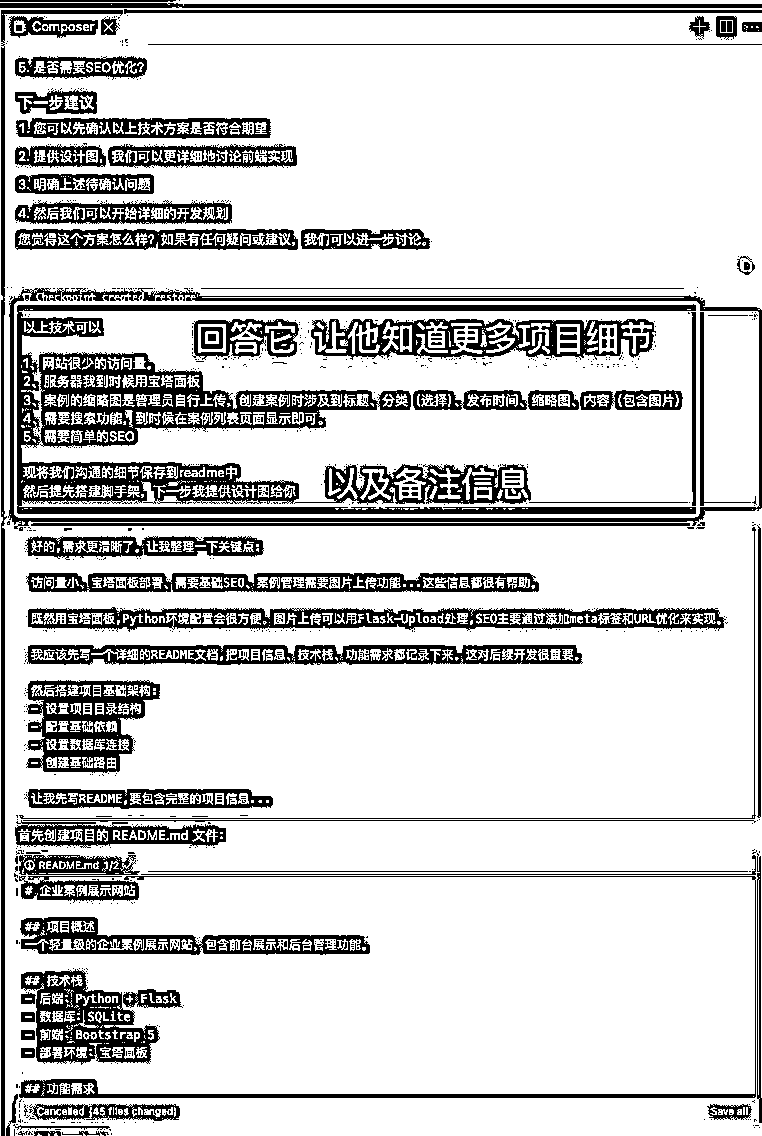 Composer
5. 是否需要SEO优化?
下一步建议
1. 您可以先确认以上技术方案是否符合期望
2. 提供设计图，我们可以更详细地讨论前端实现
3. 明确上述待确认问题
4. 然后我们可以开始详细的开发规划
您觉得这个方案怎么样? 如果有任何疑问或建议，我们可以进一步讨论。
Checkpoint created, restore
以上技术可以
回答它 让他知道更多项目细节
1、网站很少的访问量。
2、服务器我到时候用宝塔面板
3、案例的缩略图是管理员自行上传，创建案例时涉及到标题、分类（选择）、发布时间、缩略图、内容（包含图片）
4、需要搜索功能，到时候在案例列表页面显示即可。
5、需要简单的SEO
现将我们沟通的细节保存到readme中
然后提先搭建脚手架，下一步我提供设计图给你
以及备注信息
好的,需求更清晰了。让我整理一下关键点:
访问量小、宝塔面板部署、需要基础SEO、案例管理需要图片上传功能...这些信息都很有帮助。
既然用宝塔面板,Python环境配置会很方便。图片上传可以用Flask-Upload处理,SEO主要通过添加meta标签和URL优化来实现。
我应该先写一个详细的README文档,把项目信息、技术栈、功能需求都记录下来。这对后续开发很重要。
然后搭建项目基础架构:
- 设置项目目录结构
- 配置基础依赖
- 设置数据库连接
- 创建基础路由
让我先写README,要包含完整的项目信息...
首先创建项目的 README.md 文件:
README.md 1/2
# 企业案例展示网站
## 项目概述
一个轻量级的企业案例展示网站，包含前台展示和后台管理功能。
## 技术栈
- 后端: Python + Flask
- 数据库: SQLite
- 前端: Bootstrap 5
- 部署环境: 宝塔面板
## 功能需求
Cancelled (45 files changed)
Save all